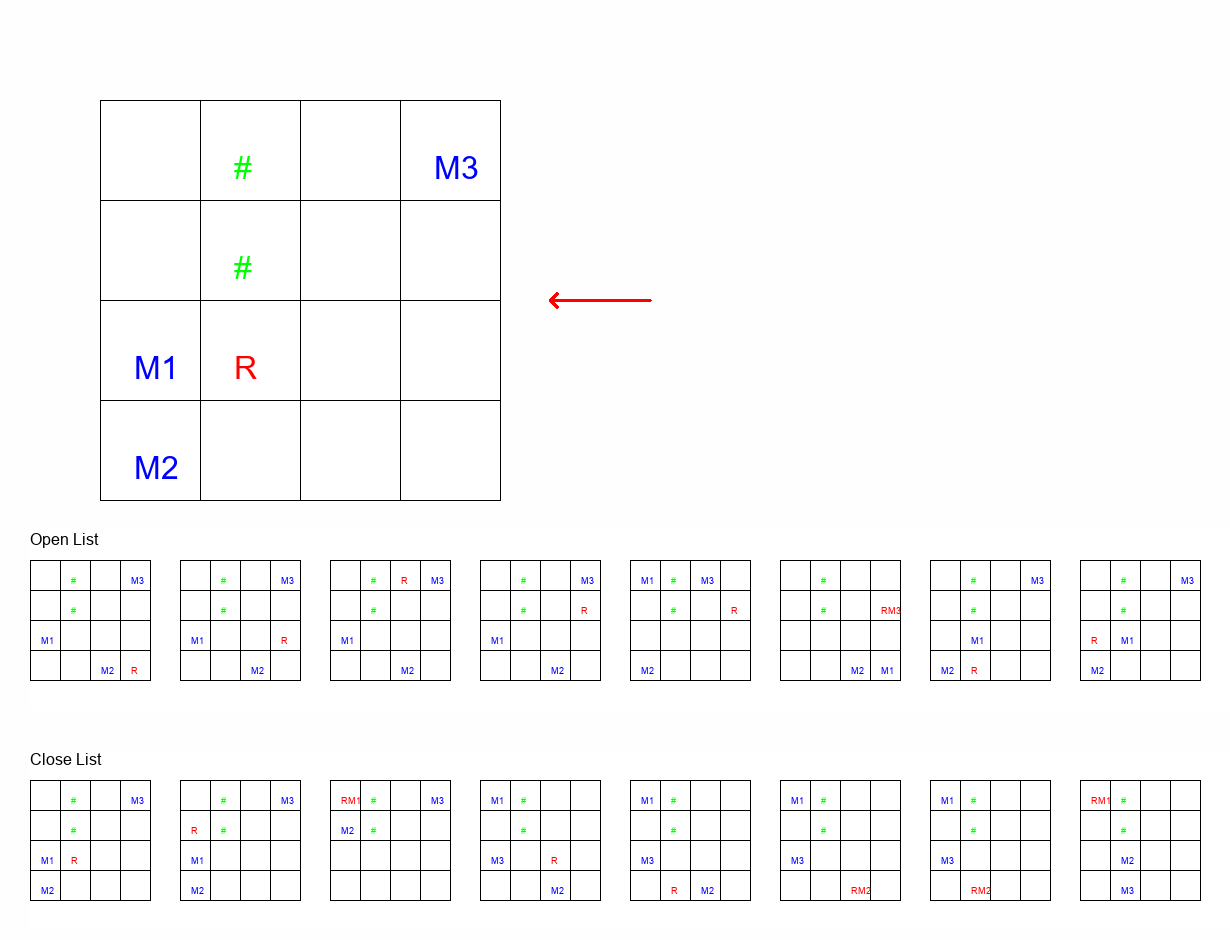 # M3
#
M1 R
M2
Open List
# M3 # M3 # R M3 # M3 M1 # M3 # # M3 # M3
# # # # R # R # RM3 # #
M1 M1 R M1 M1 M1 R M1
M2 R M2 M2 M2 M2 M2 M1 M2 R M2
Close List
# M3 # M3 RM1 # M3 M1 # M1 # M1 # M1 # RM1 #
# R # M2 # # # # # #
M1 R M1 M3 R M3 M3 M3 M2
M2 M2 M2 R M2 RM2 RM2 M3